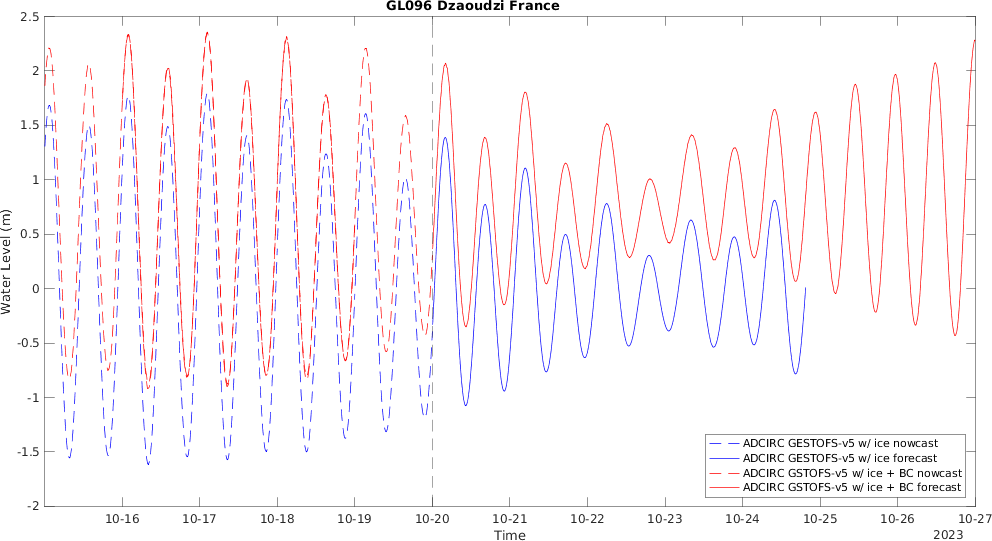 GL096 Dzaoudzi France
2.5
2
1.5
1
0.5
0
-0.5
-1
-1.5
-2
Water Level (m)
ADCIRC GESTOFS-v5 w/ ice nowcast
ADCIRC GESTOFS-v5 w/ ice forecast
ADCIRC GSTOFS-v5 w/ ice + BC nowcast
ADCIRC GSTOFS-v5 w/ ice + BC forecast
10-16 10-17 10-18 10-19 10-20 10-21 10-22 10-23 10-24 10-25 10-26 10-27
Time
2023